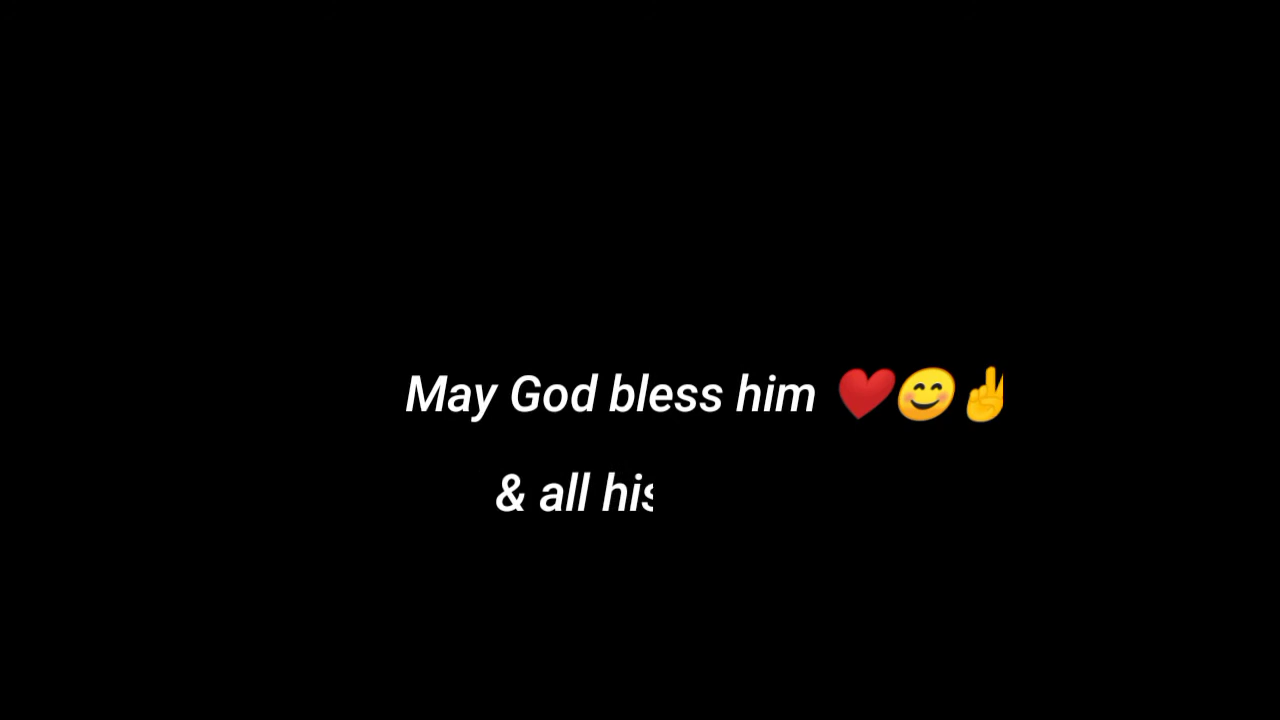 May God bless him ❤️😊✌️
& all his